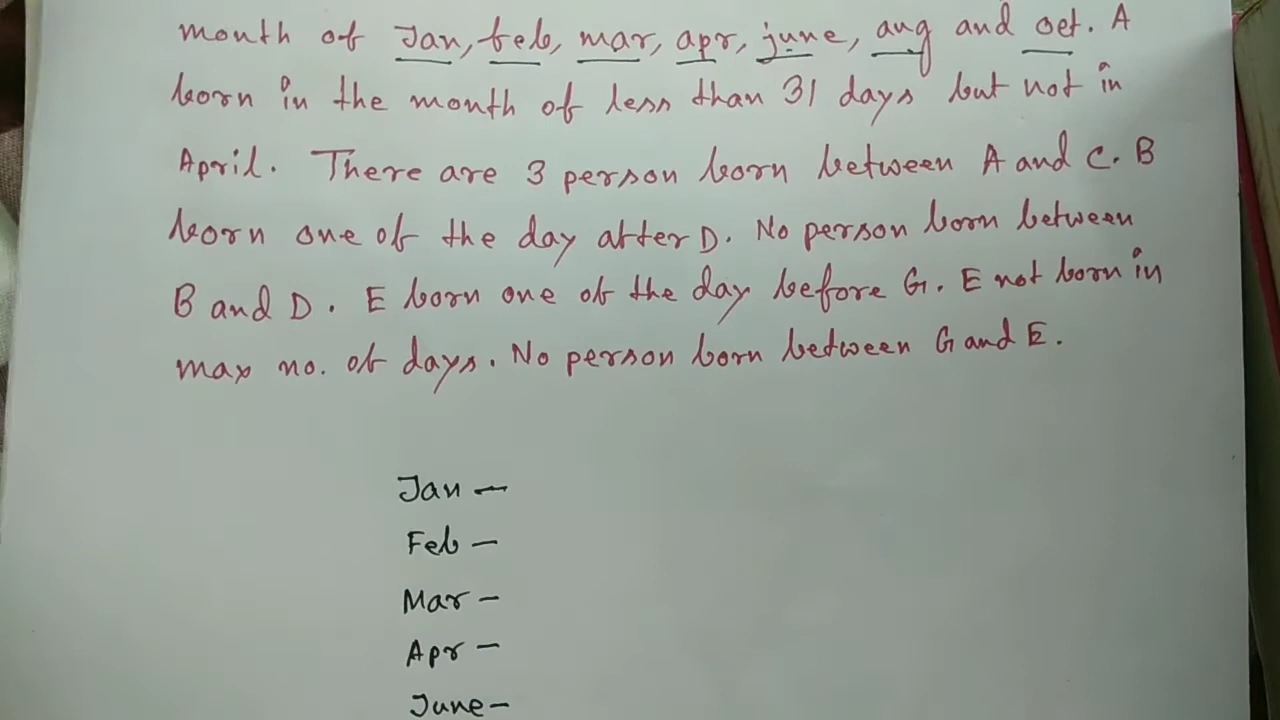 month of Jan, feb, mar, apr, june, aug and oct. A
born in the month of less than 31 days but not in
April. There are 3 person born between A and C. B
born one of the day after D. No person born between
B and D. E born one of the day before G. E not born in
max no. of days. No person born between G and E.
Jan -
Feb -
Mar -
Apr -
June -